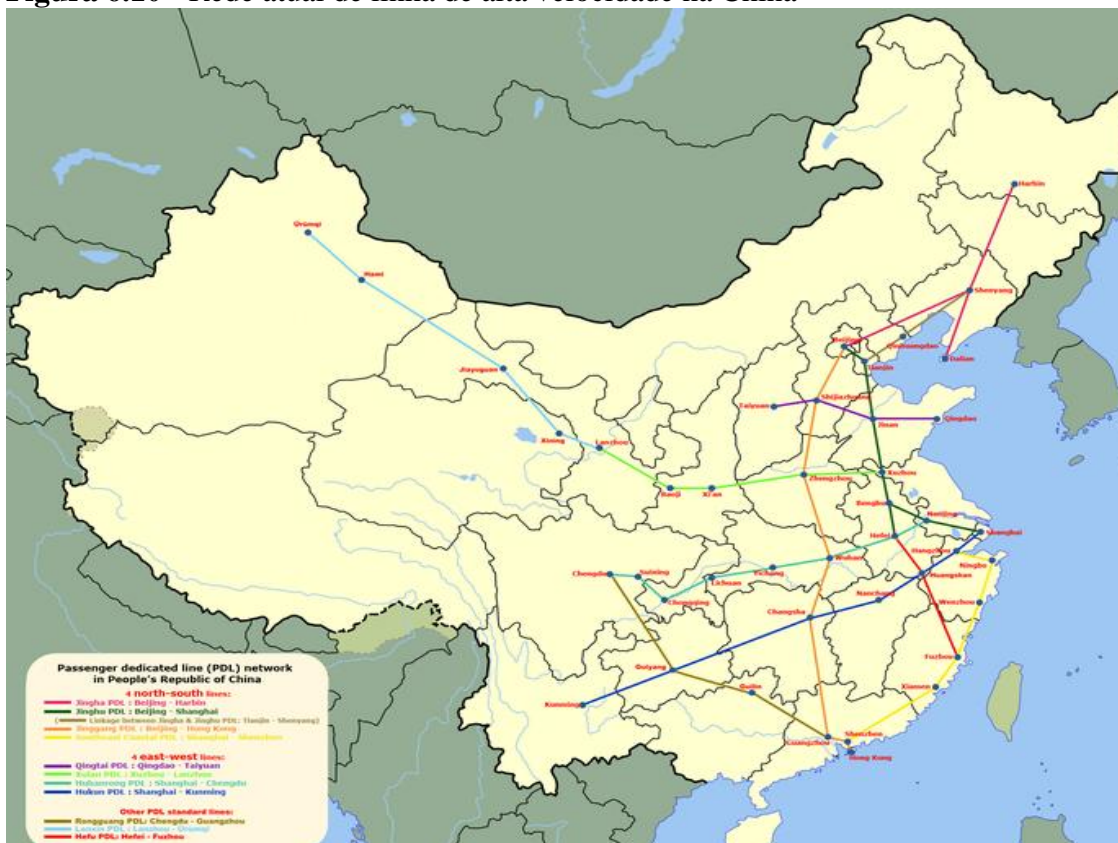 Figura 6.20 - Rede atual de linha de alta velocidade na China
Harbin
Ürümqi
Hami
Shenyang
Beijing
Qinhuangdao
Tianjin
Dalian
Jiayuguan
Shijiazhuang
Taiyuan
Jinan
Qingdao
Xining
Lanzhou
Xuzhou
Zhengzhou
Baoji
Xi'an
Bengbu
Nanjing
Shanghai
Hefei
Hangzhou
Wuhan
Ningbo
Chengdu
Suining
Yichang
Lichuan
Huangshan
Chongqing
Nanchang
Wenzhou
Changsha
Fuzhou
Guiyang
Guilin
Xiamen
Kunming
Guangzhou
Shenzhen
Hong Kong
Passenger dedicated line (PDL) network
in People's Republic of China
4 north-south lines:
Jingha PDL : Beijing - Harbin
Jinghu PDL : Beijing - Shanghai
( Linkage between Jingha & Jinghu PDL: Tianjin - Shenyang)
Jinggang PDL : Beijing - Hong Kong
Southeast Coastal PDL : Shanghai - Shenzhen
4 east-west lines:
Qingtai PDL : Qingdao - Taiyuan
Xulan PDL : Xuzhou - Lanzhou
PDL : Shanghai - Chengdu
Hukun PDL : Shanghai - Kunming
Other PDL standard lines:
Rongguang PDL: Chengdu - Guangzhou
Lanxin PDL : Lanzhou - Ürümqi
Hefu PDL: Hefei - Fuzhou